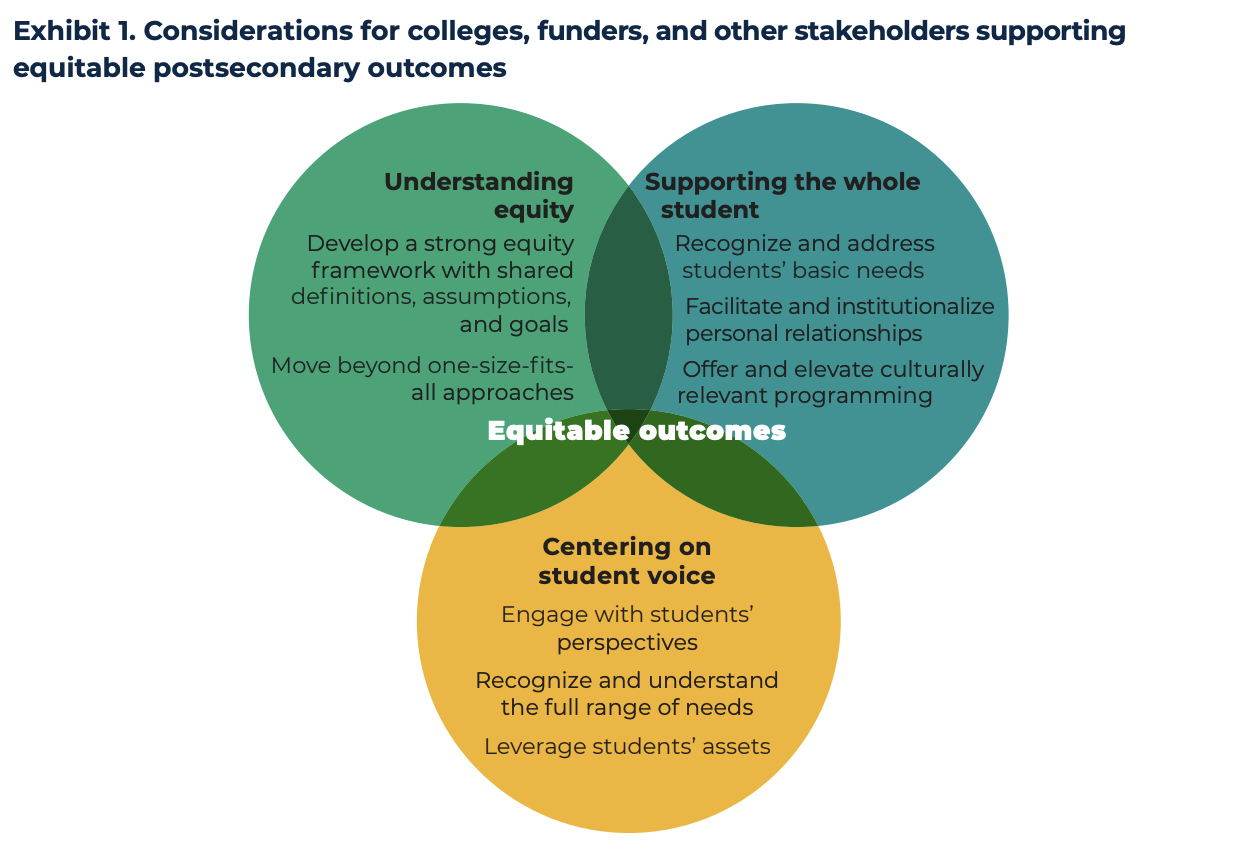 Exhibit 1. Considerations for colleges, funders, and other stakeholders supporting
equitable postsecondary outcomes
Understanding
equity
Develop a strong equity
framework with shared
definitions, assumptions,
and goals
Move beyond one-size-fits-
all approaches
Supporting the whole
student
Recognize and address
students’ basic needs
Facilitate and institutionalize
personal relationships
Offer and elevate culturally
relevant programming
Equitable outcomes
Centering on
student voice
Engage with students’
perspectives
Recognize and understand
the full range of needs
Leverage students’ assets